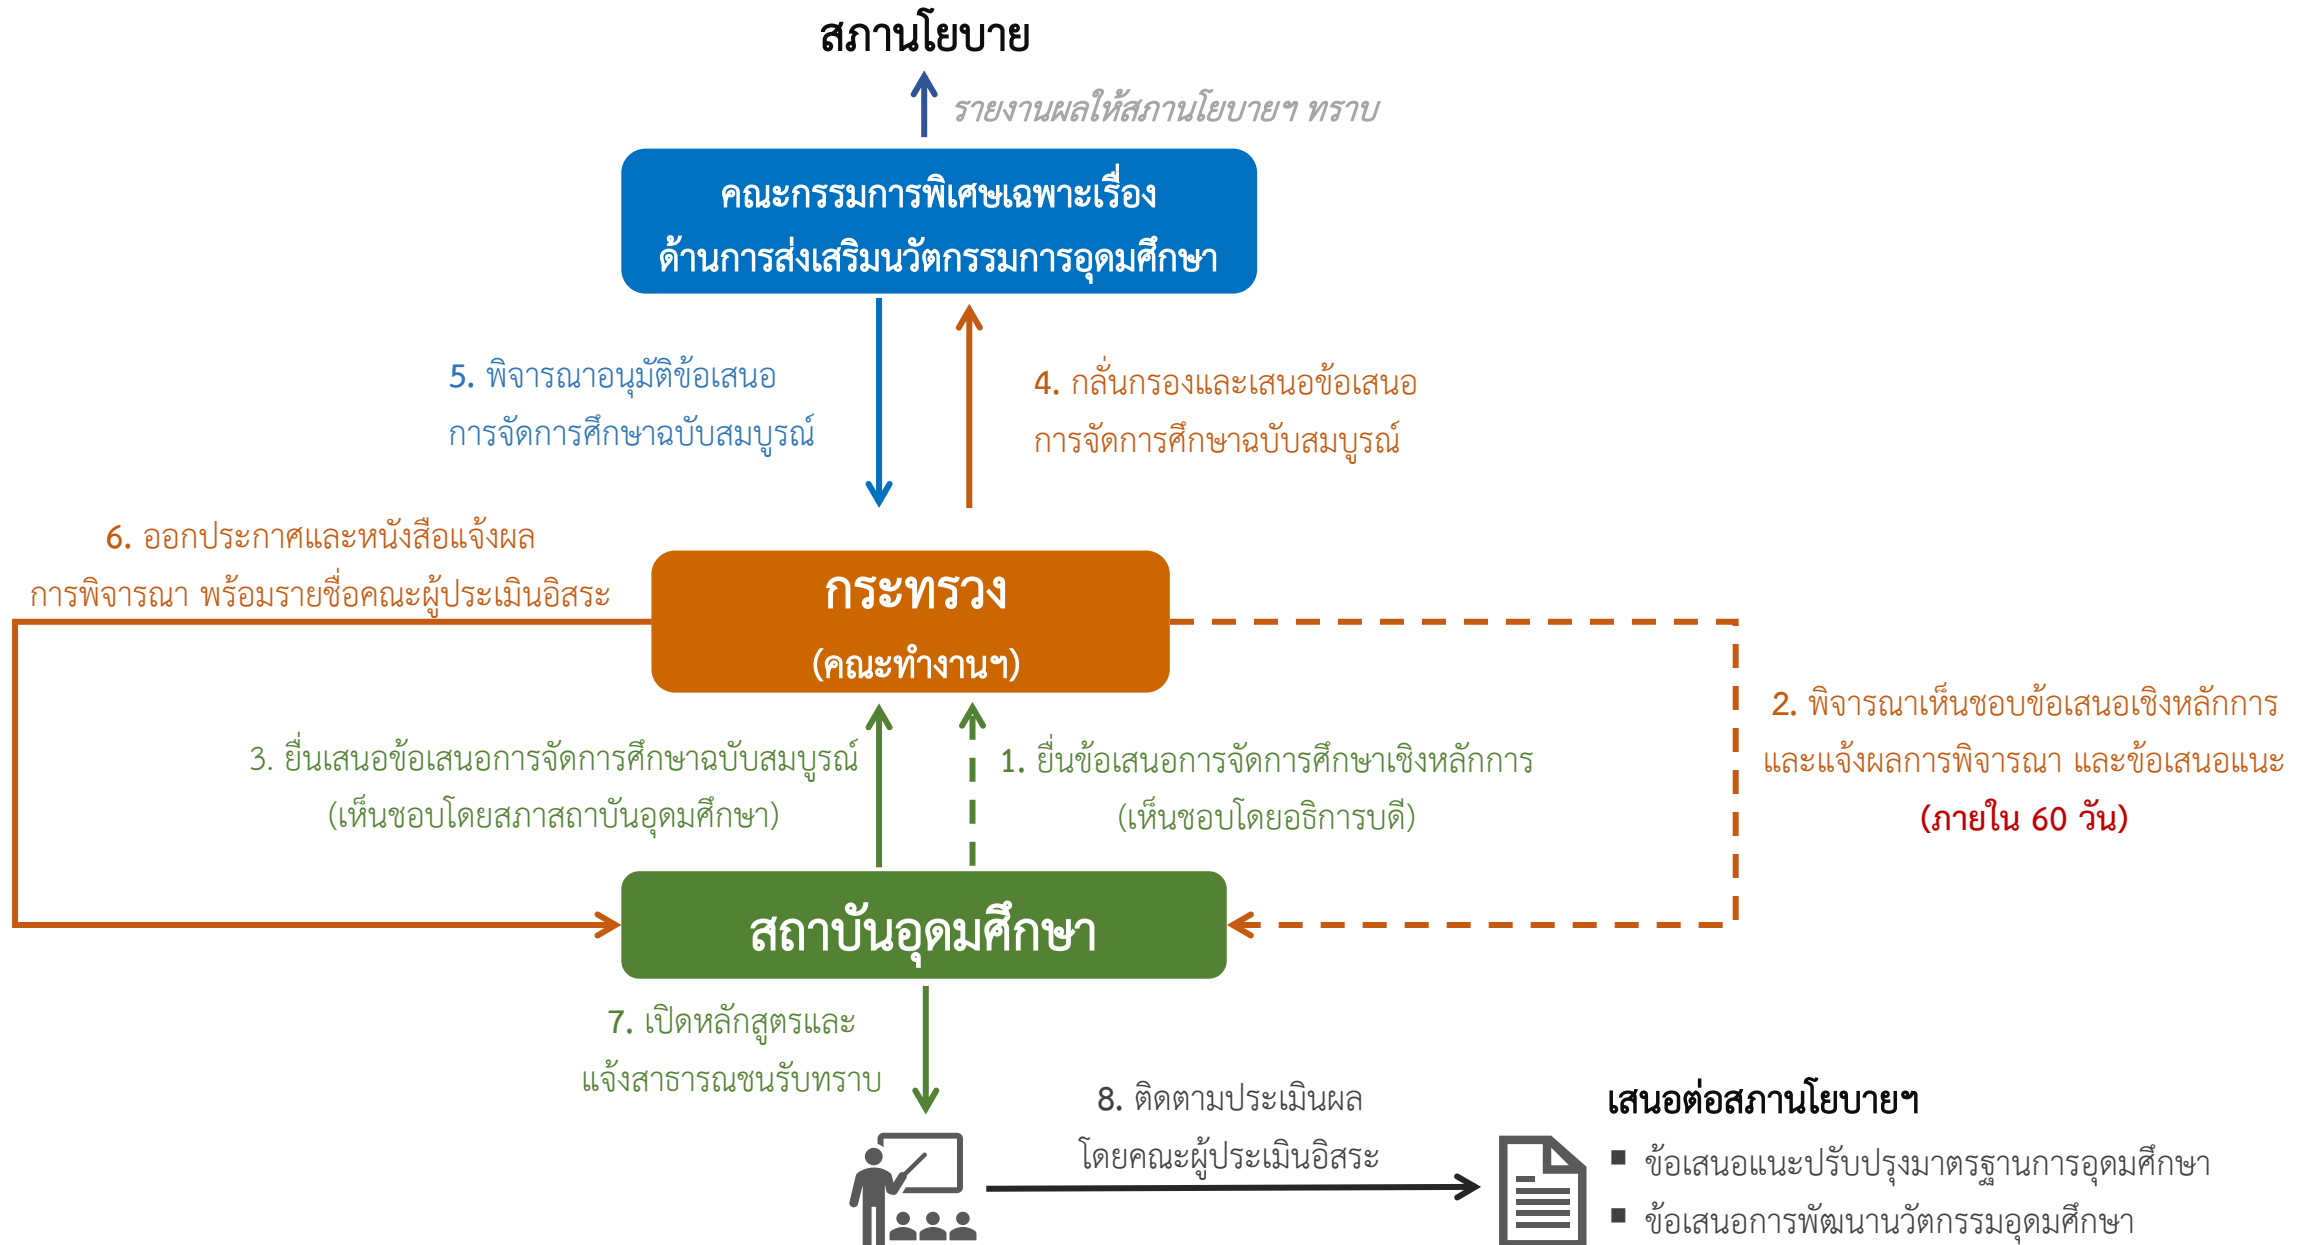 สภานโยบาย
รายงานผลให้สภานโยบายฯ ทราบ
คณะกรรมการพิเศษเฉพาะเรื่อง
ด้านการส่งเสริมนวัตกรรมการอุดมศึกษา
5. พิจารณาอนุมัติข้อเสนอ
การจัดการศึกษาฉบับสมบูรณ์
4. กลั่นกรองและเสนอข้อเสนอ
การจัดการศึกษาฉบับสมบูรณ์
6. ออกประกาศและหนังสือแจ้งผล
การพิจารณา พร้อมรายชื่อคณะผู้ประเมินอิสระ
กระทรวง
(คณะทำงานฯ)
2. พิจารณาเห็นชอบข้อเสนอเชิงหลักการ
และแจ้งผลการพิจารณา และข้อเสนอแนะ
(ภายใน 60 วัน)
3. ยื่นเสนอข้อเสนอการจัดการศึกษาฉบับสมบูรณ์
(เห็นชอบโดยสภาสถาบันอุดมศึกษา)
1. ยื่นข้อเสนอการจัดการศึกษาเชิงหลักการ
(เห็นชอบโดยอธิการบดี)
สถาบันอุดมศึกษา
7. เปิดหลักสูตรและ
แจ้งสาธารณชนรับทราบ
8. ติดตามประเมินผล
โดยคณะผู้ประเมินอิสระ
เสนอต่อสภานโยบายฯ
▪ ข้อเสนอแนะปรับปรุงมาตรฐานการอุดมศึกษา
▪ ข้อเสนอการพัฒนานวัตกรรมอุดมศึกษา